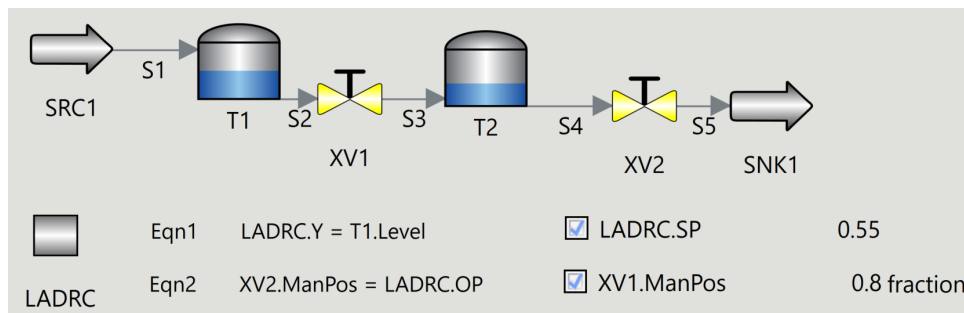 S1
SRC1
T1
S2
XV1
S3
T2
S4
XV2
S5
SNK1
LADRC
Eqn1 LADRC.Y = T1.Level
Eqn2 XV2.ManPos = LADRC.OP
LADRC.SP 0.55
XV1.ManPos 0.8 fraction